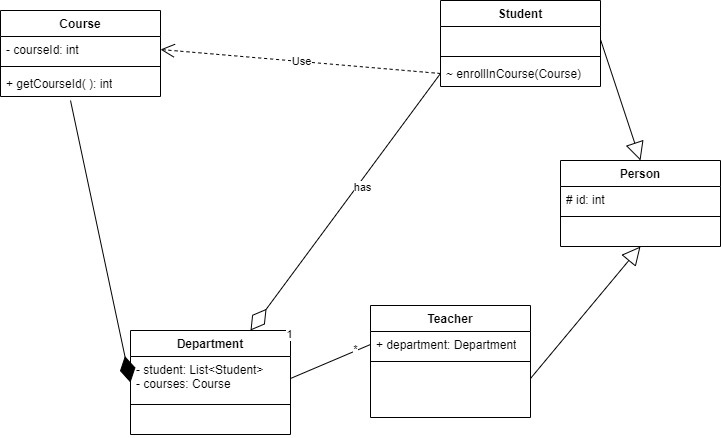 Course
- courseId: int
+ getCourseId( ): int
Student
~ enrollInCourse(Course)
Use
Person
# id: int
has
1
Department
- student: List<Student>
- courses: Course
*
Teacher
+ department: Department